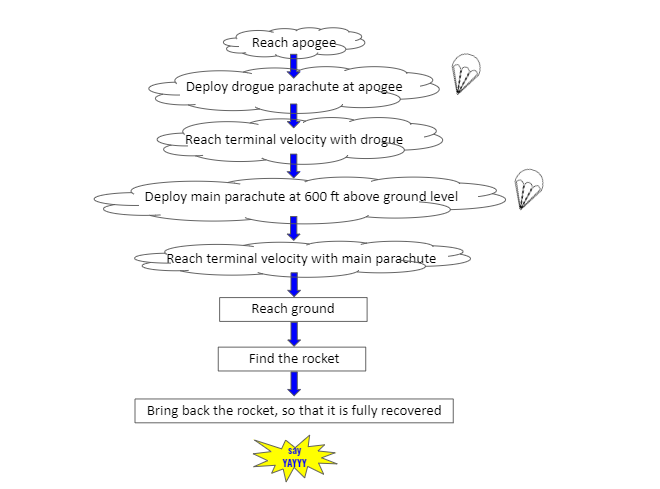 Reach apogee
Deploy drogue parachute at apogee
Reach terminal velocity with drogue
Deploy main parachute at 600 ft above ground level
Reach terminal velocity with main parachute
Reach ground
Find the rocket
Bring back the rocket, so that it is fully recovered
say
YAYYY